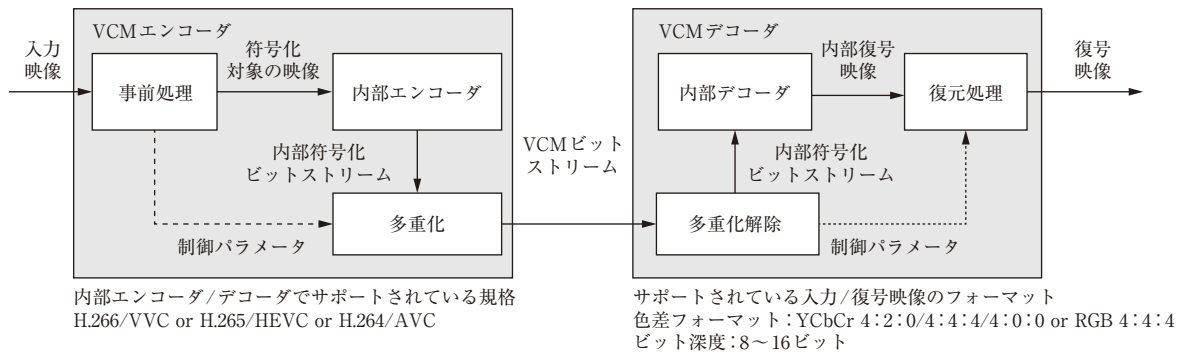 VCMエンコーダ
入力
映像
事前処理
符号化
対象の映像
内部エンコーダ
内部符号化
ビットストリーム
制御パラメータ
多重化
VCMビット
ストリーム
VCMデコーダ
内部デコーダ
内部復号
映像
復元処理
復号
映像
内部符号化
ビットストリーム
多重化解除
制御パラメータ
内部エンコーダ/デコーダでサポートされている規格
H.266/VVC or H.265/HEVC or H.264/AVC
サポートされている入力/復号映像のフォーマット
色差フォーマット：YCbCr 4：2：0/4：4：4/4：0：0 or RGB 4：4：4
ビット深度：8〜16ビット